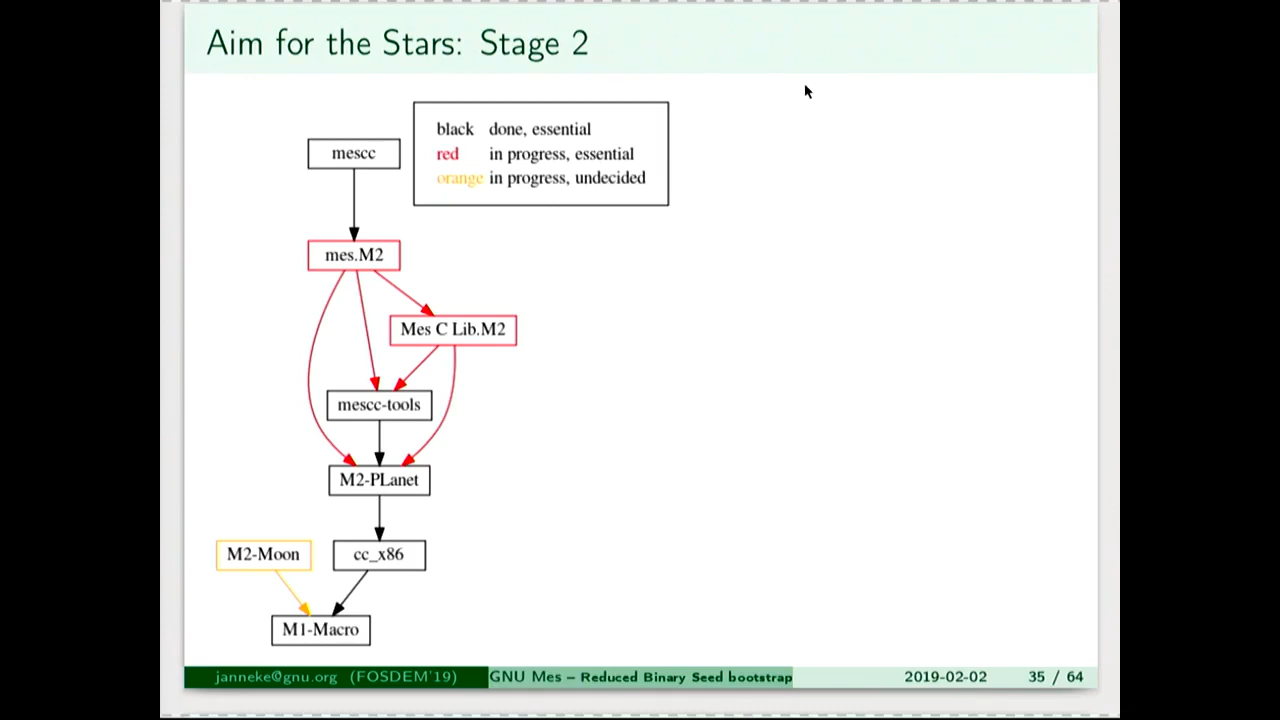 Aim for the Stars: Stage 2
black done, essential
red in progress, essential
orange in progress, undecided
mescc
mes.M2
Mes C Lib.M2
mescc-tools
M2-PLanet
M2-Moon
cc_x86
M1-Macro
janneke@gnu.org (FOSDEM'19) GNU Mes – Reduced Binary Seed bootstrap 2019-02-02 35 / 64